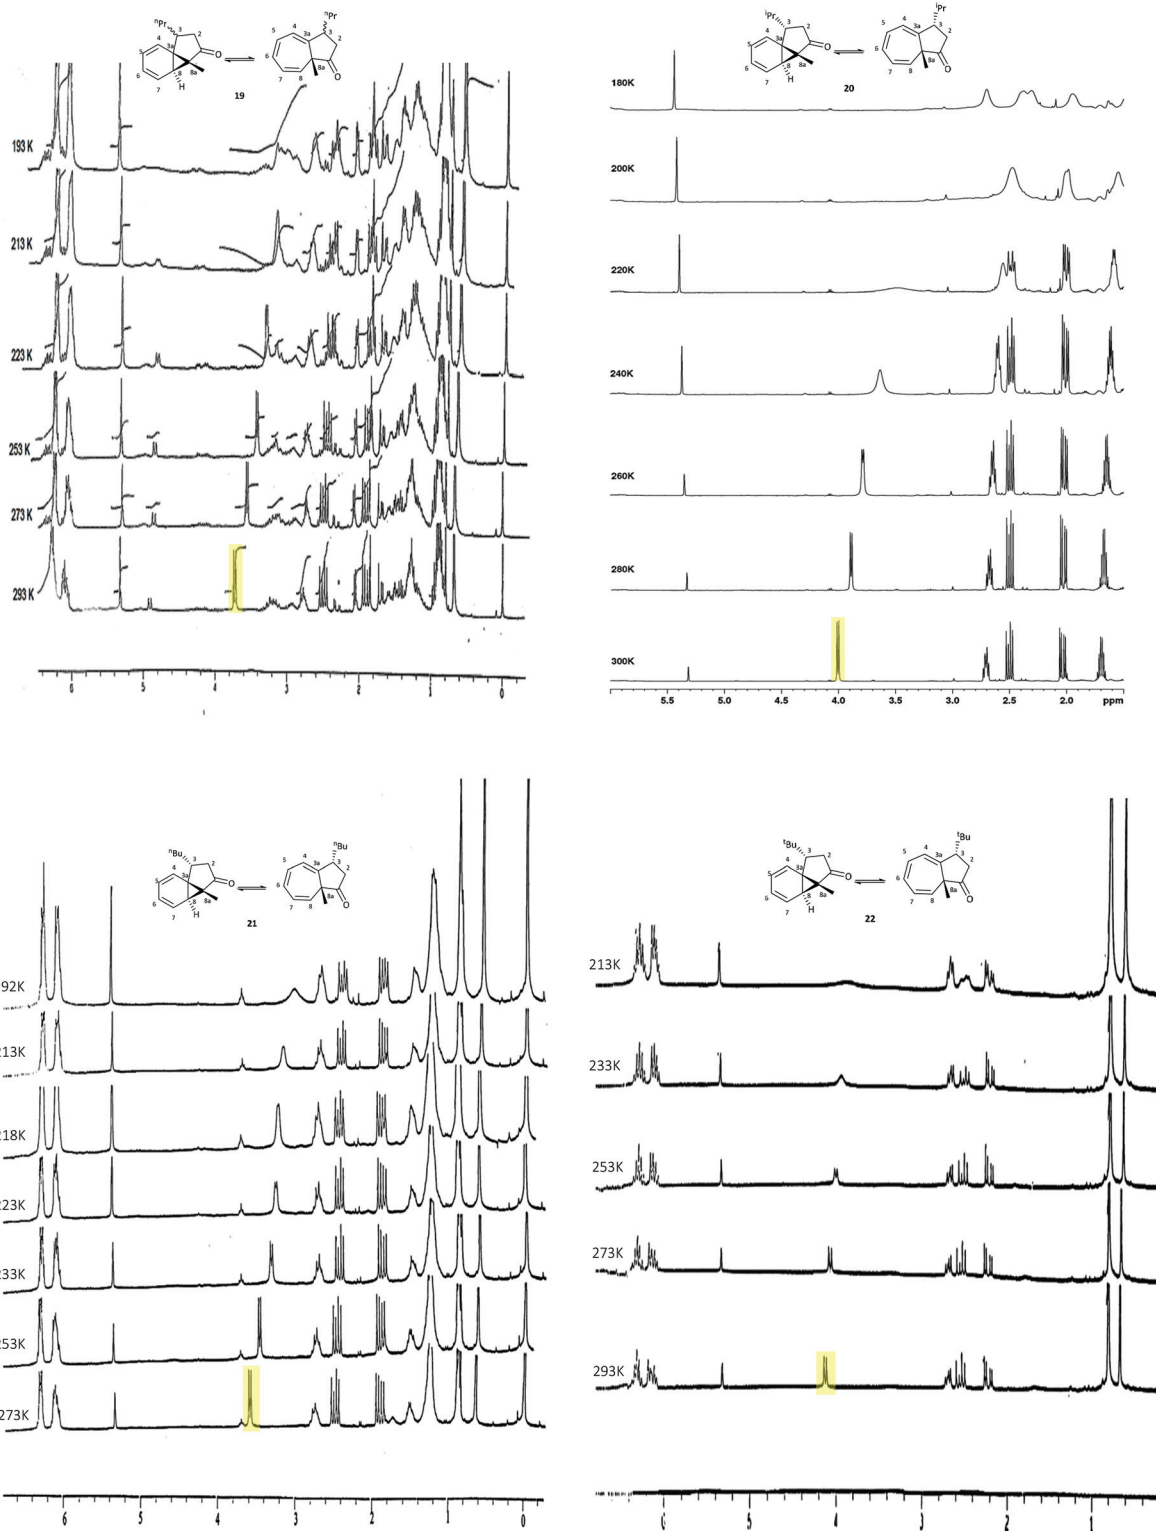 ⁿPr
3
2
4
5
3a
O
6
8
8a
7
H
19
ⁿPr
4
5
3
3a
2
6
8a
7
8
O
193 K
213 K
223 K
253 K
273 K
293 K
6
5
4
3
2
1
0
ⁱPr
3
2
4
5
3a
O
6
8
8a
7
H
20
ⁱPr
4
5
3
3a
2
6
8a
7
8
O
180K
200K
220K
240K
260K
280K
300K
5.5
5.0
4.5
4.0
3.5
3.0
2.5
2.0
ppm
ⁿBu
3
2
4
5
3a
O
6
8
8a
7
H
21
ⁿBu
4
5
3
3a
2
6
8a
7
8
O
92K
213K
218K
223K
233K
253K
273K
6
5
4
3
2
1
0
ᵗBu
3
2
4
5
3a
O
6
8
8a
7
H
22
ᵗBu
4
5
3
3a
2
6
8a
7
8
O
213K
233K
253K
273K
293K
5
3
2
1